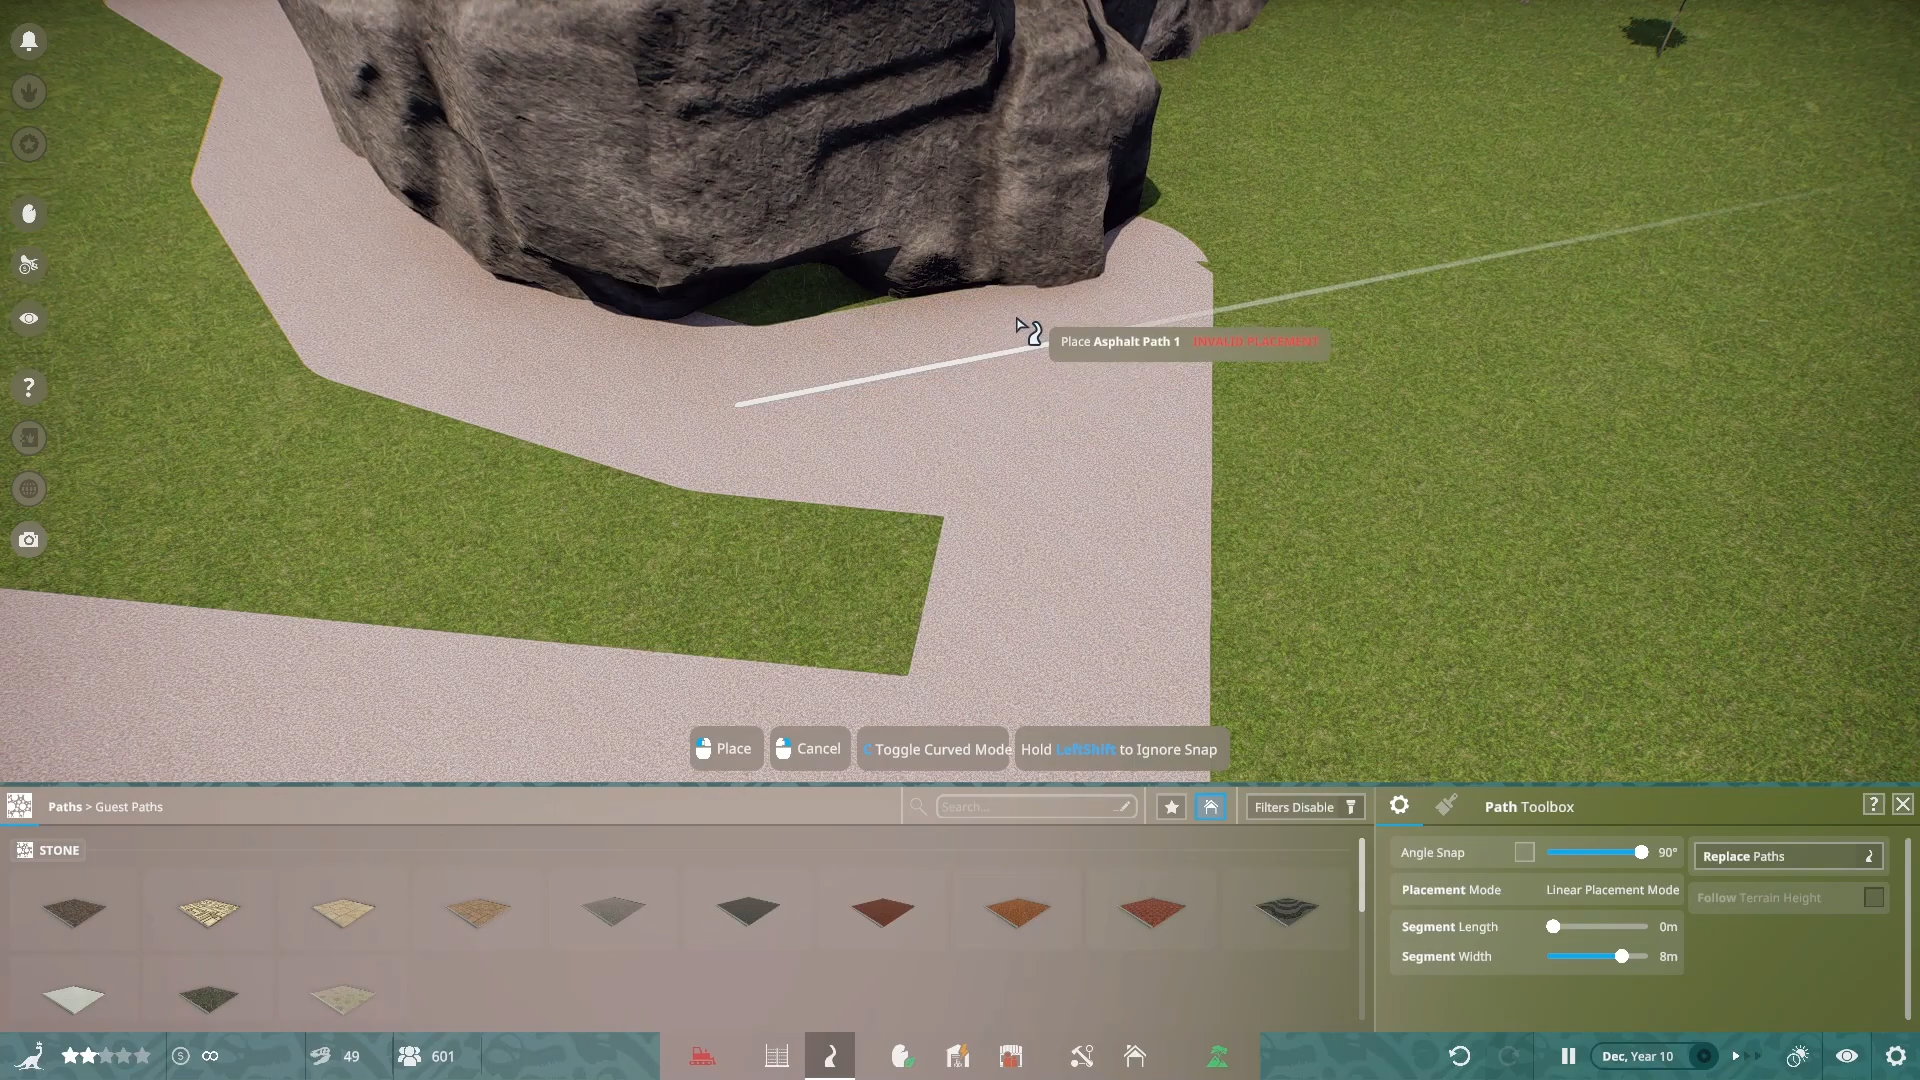 Place Asphalt Path 1 INVALID PLACEMENT
Place
Cancel
C Toggle Curved Mode
Hold LeftShift to Ignore Snap
Paths > Guest Paths
Search...
Filters Disable
Path Toolbox
?
STONE
Angle Snap
90°
Replace Paths
Placement Mode
Linear Placement Mode
Follow Terrain Height
Segment Length
0m
Segment Width
8m
49
601
Dec, Year 10